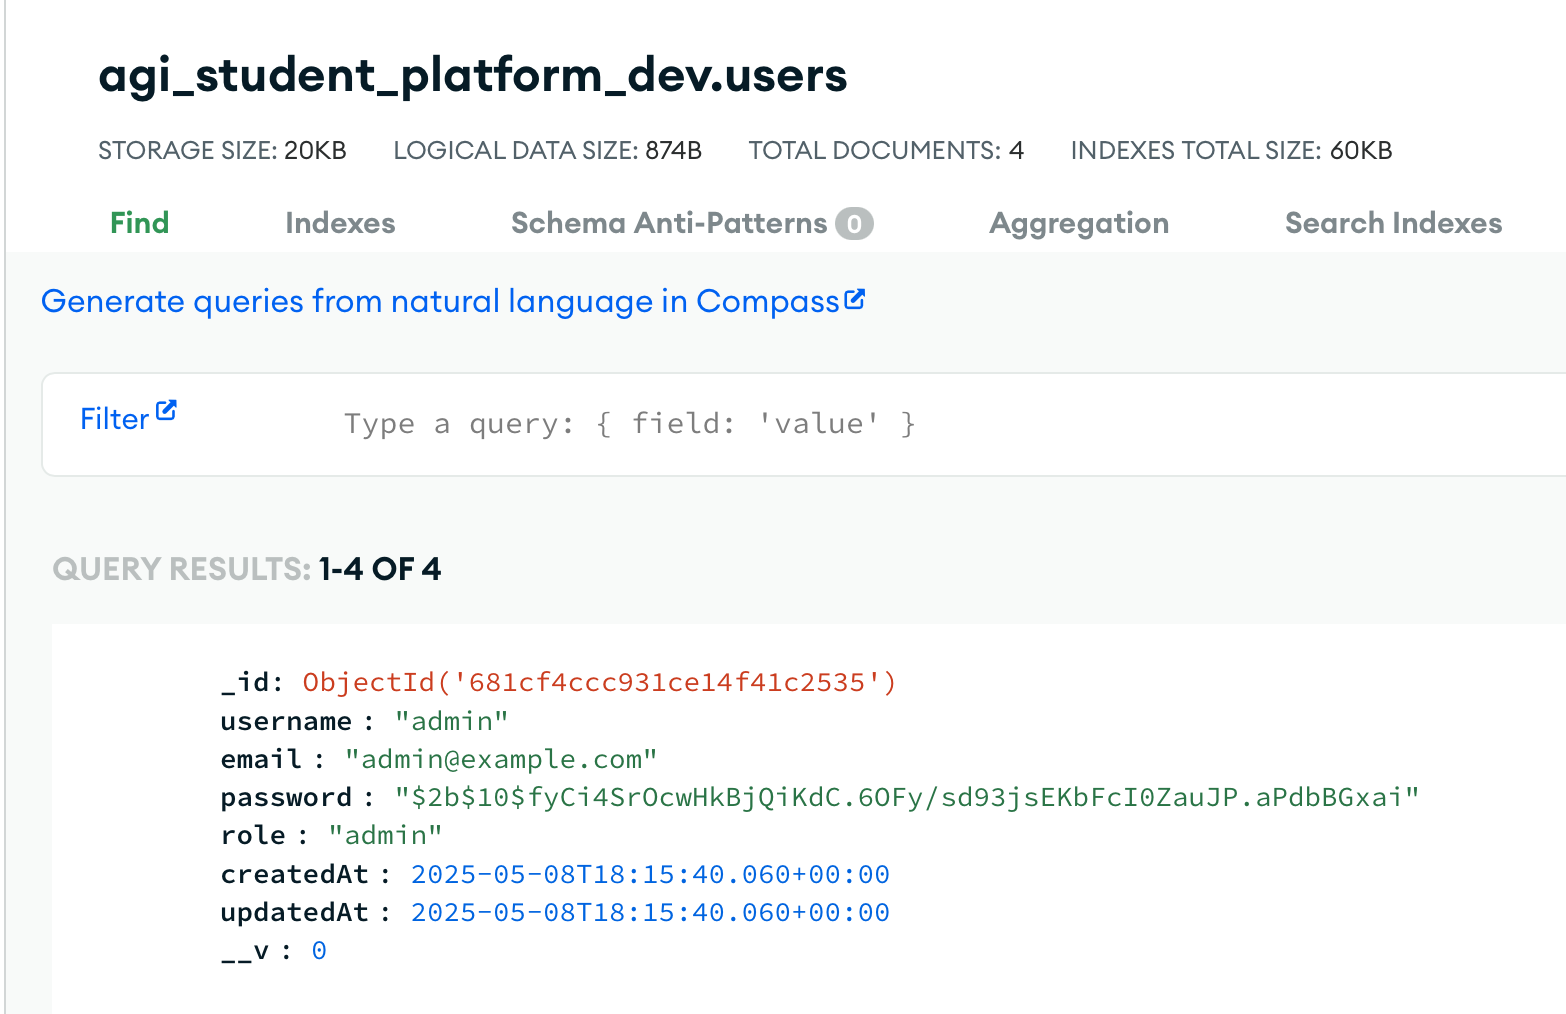 agi_student_platform_dev.users
STORAGE SIZE: 20KB LOGICAL DATA SIZE: 874B TOTAL DOCUMENTS: 4 INDEXES TOTAL SIZE: 60KB
Find Indexes Schema Anti-Patterns 0 Aggregation Search Indexes
Generate queries from natural language in Compass
Filter Type a query: { field: 'value' }
QUERY RESULTS: 1-4 OF 4
_id: ObjectId('681cf4ccc931ce14f41c2535')
username : "admin"
email : "admin@example.com"
password : "$2b$10$fyCi4SrOcwHkBjQiKdC.6OFy/sd93jsEKbFcI0ZauJP.aPdbBGxai"
role : "admin"
createdAt : 2025-05-08T18:15:40.060+00:00
updatedAt : 2025-05-08T18:15:40.060+00:00
__v : 0